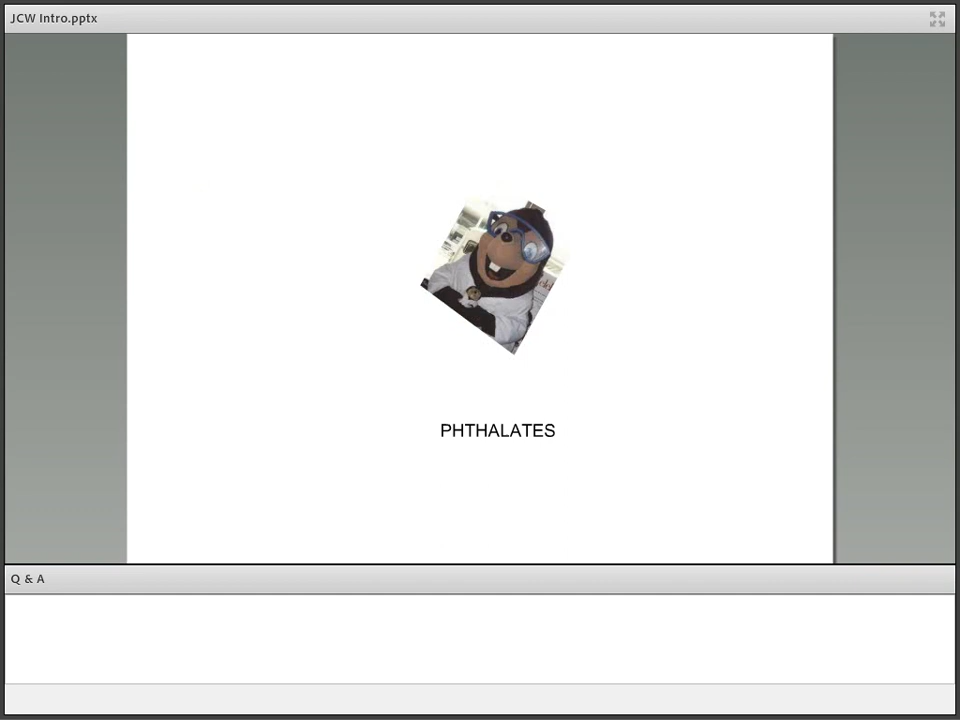 JCW Intro.pptx
PHTHALATES
Q & A